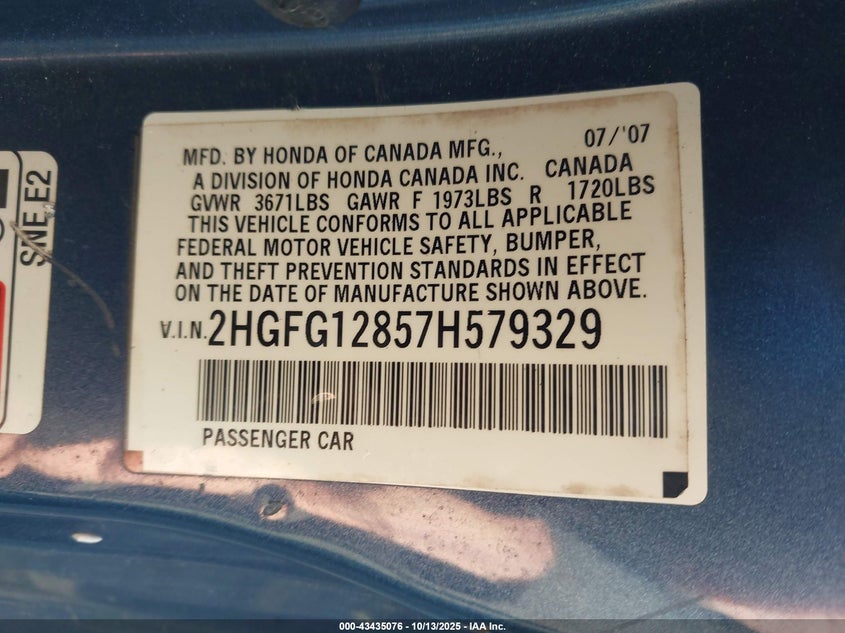 MFD. BY HONDA OF CANADA MFG., 07/'07
A DIVISION OF HONDA CANADA INC. CANADA
GVWR 3671LBS GAWR F 1973LBS R 1720LBS
THIS VEHICLE CONFORMS TO ALL APPLICABLE
FEDERAL MOTOR VEHICLE SAFETY, BUMPER,
AND THEFT PREVENTION STANDARDS IN EFFECT
ON THE DATE OF MANUFACTURE SHOWN ABOVE.
V.I.N. 2HGFG12857H579329
PASSENGER CAR
SNE E2
000-43435076 - 10/13/2025 - IAA Inc.